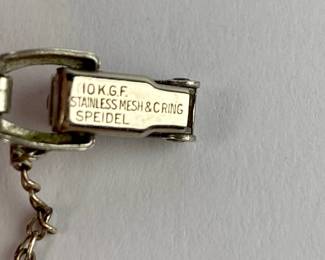 10 K.G.F.
STAINLESS MESH & C RING
SPEIDEL